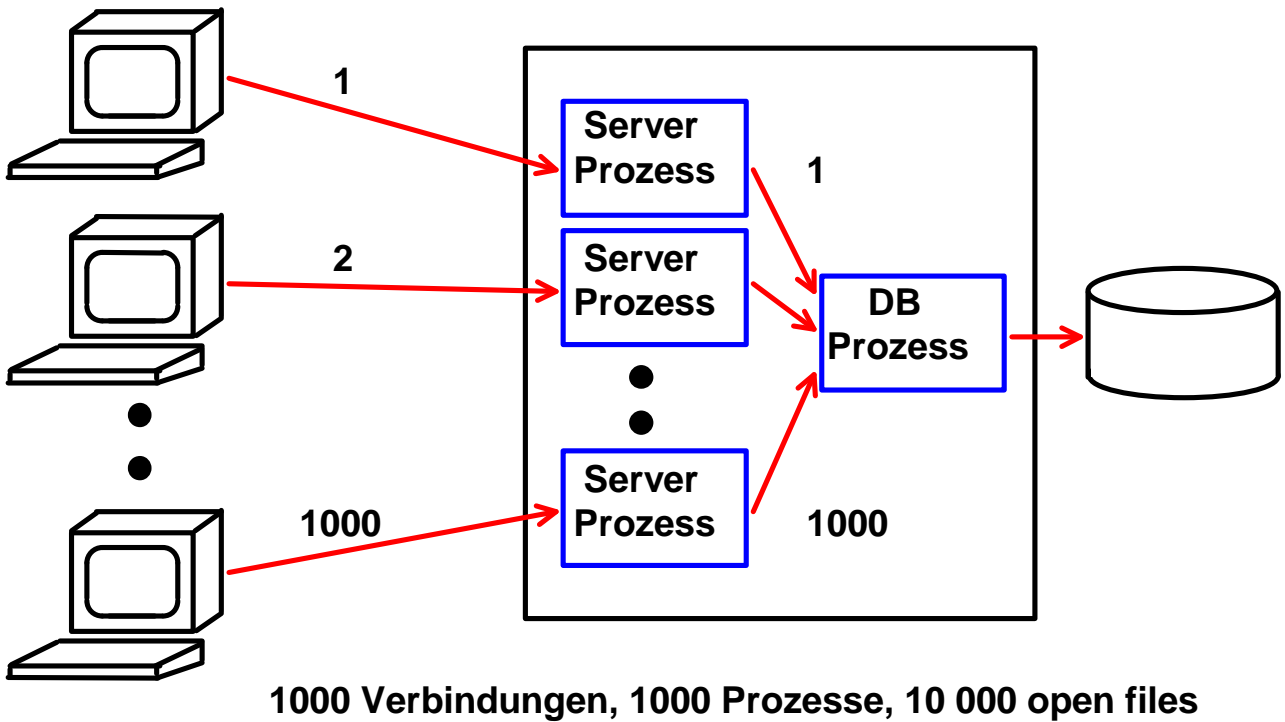 1
Server
Prozess
1
2
Server
Prozess
DB
Prozess
Server
Prozess
1000
1000
1000 Verbindungen, 1000 Prozesse, 10 000 open files